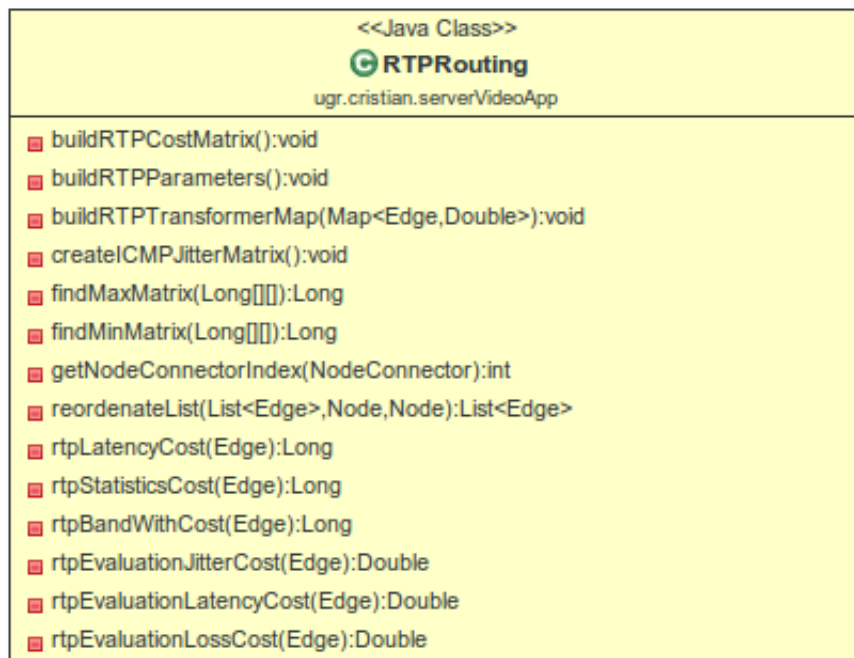 <<Java Class>>
C RTPRouting
ugr.cristian.serverVideoApp
buildRTPCostMatrix():void
buildRTPParameters():void
buildRTPTransformerMap(Map<Edge,Double>):void
createICMPJitterMatrix():void
findMaxMatrix(Long[][]):Long
findMinMatrix(Long[][]):Long
getNodeConnectorIndex(NodeConnector):int
reordenateList(List<Edge>,Node,Node):List<Edge>
rtpLatencyCost(Edge):Long
rtpStatisticsCost(Edge):Long
rtpBandWithCost(Edge):Long
rtpEvaluationJitterCost(Edge):Double
rtpEvaluationLatencyCost(Edge):Double
rtpEvaluationLossCost(Edge):Double